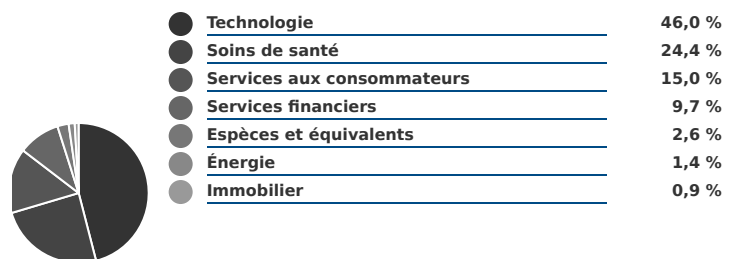 Technologie 46,0 %
Soins de santé 24,4 %
Services aux consommateurs 15,0 %
Services financiers 9,7 %
Espèces et équivalents 2,6 %
Énergie 1,4 %
Immobilier 0,9 %